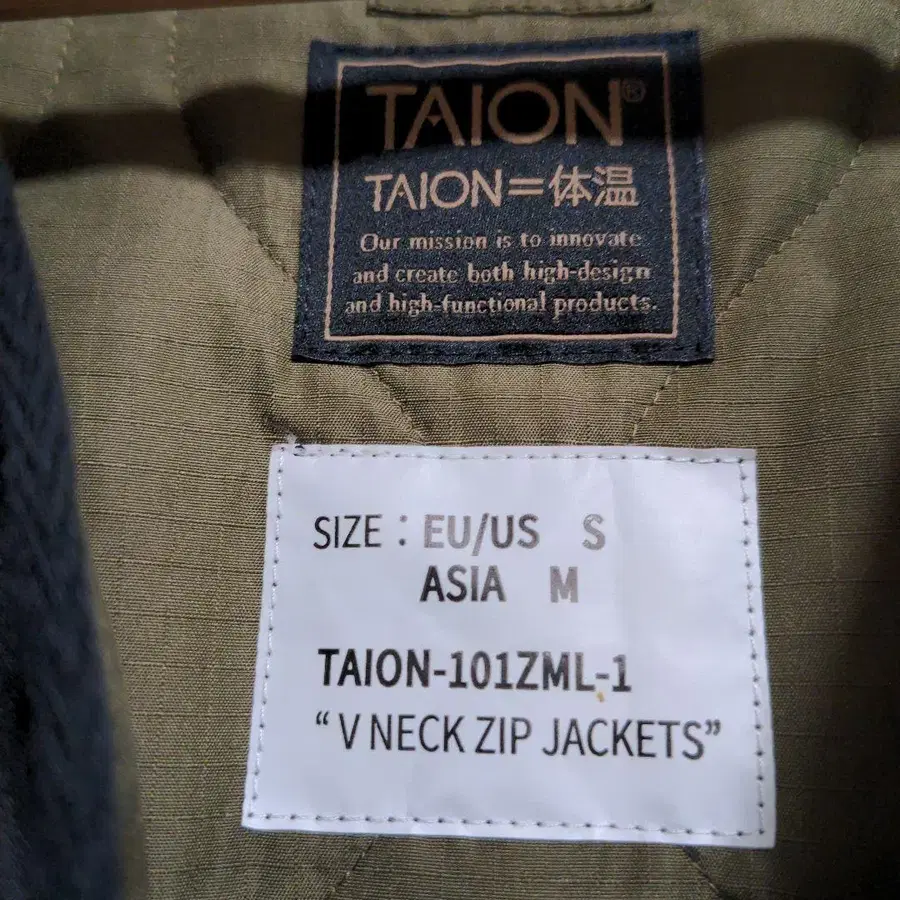 TAION®
TAION=体温
Our mission is to innovate
and create both high-design
and high-functional products.
SIZE : EU/US S
ASIA M
TAION-101ZML-1
“ V NECK ZIP JACKETS”